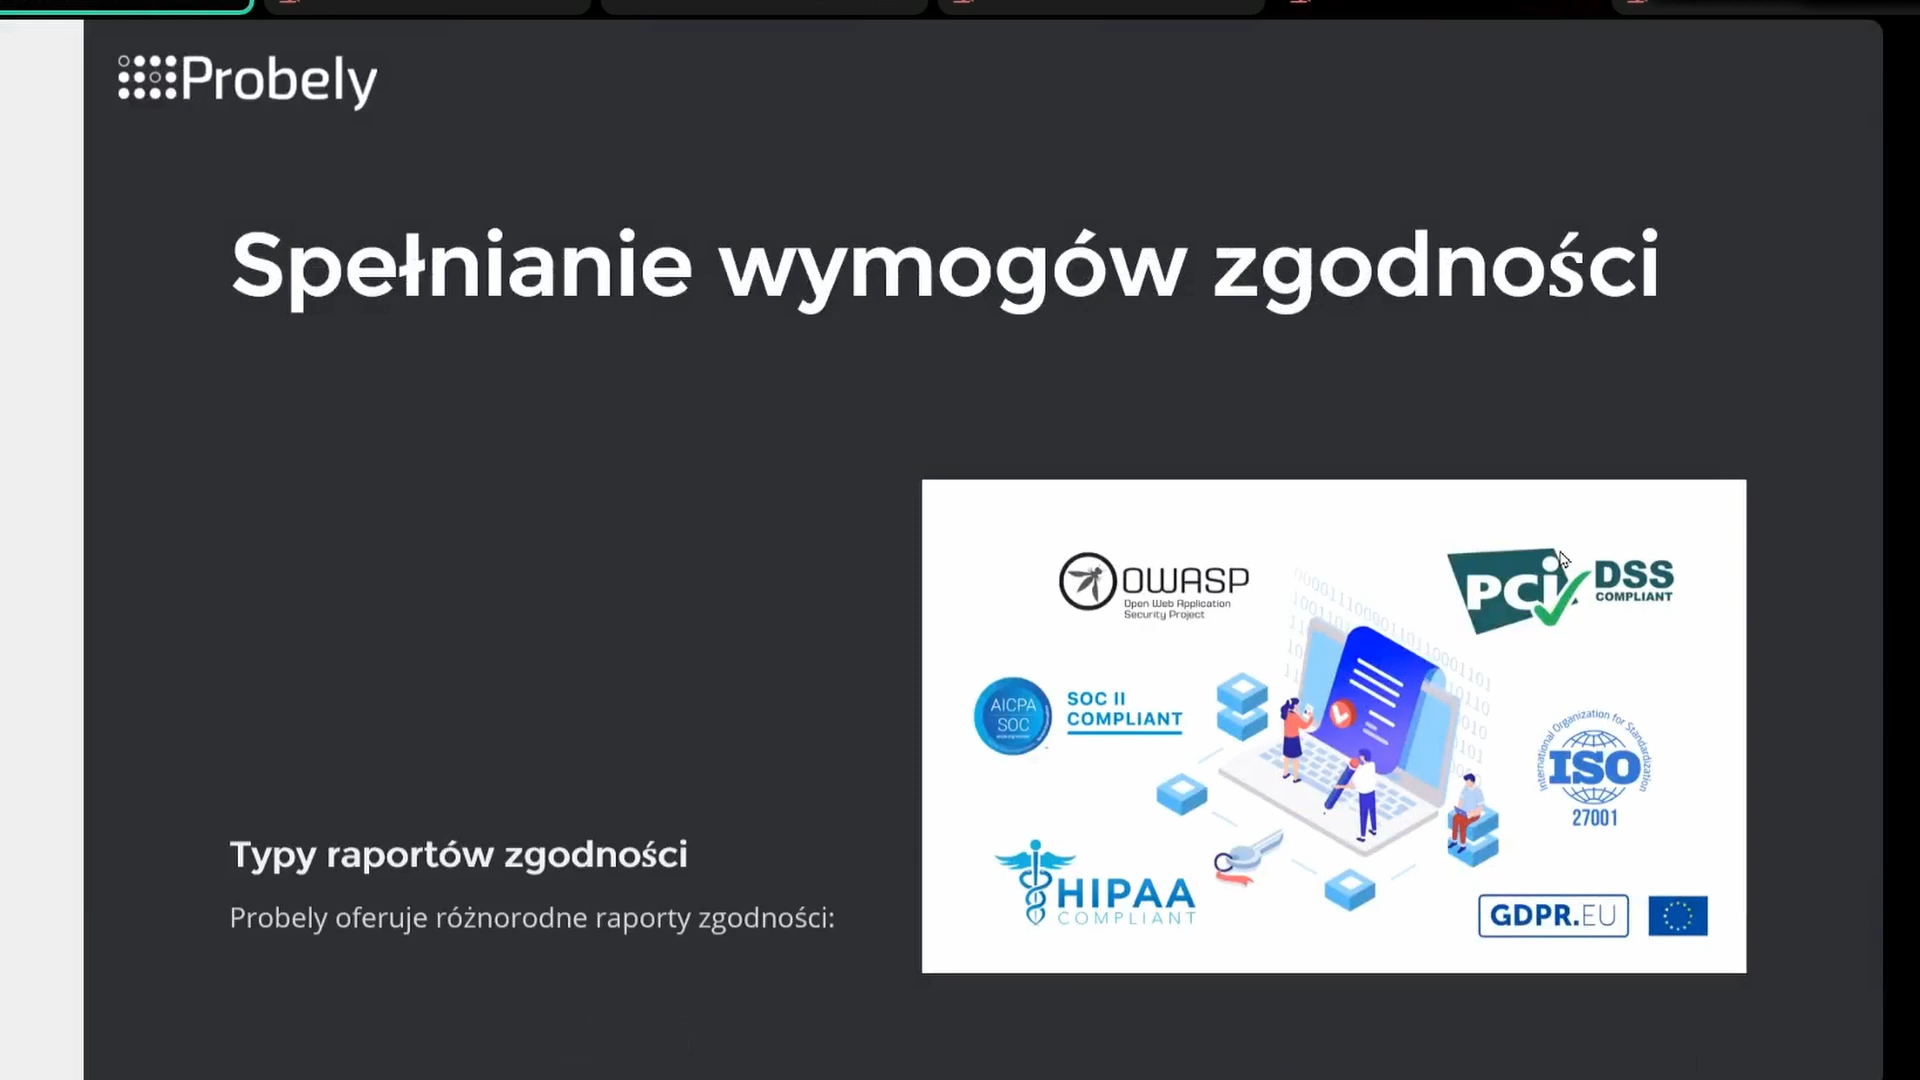 Probely
Spełnianie wymogów zgodności
Typy raportów zgodności
Probely oferuje różnorodne raporty zgodności:
OWASP
Open Web Application
Security Project
PCi
DSS
COMPLIANT
AICPA
SOC
SOC II
COMPLIANT
International Organization for Standardization
ISO
27001
HIPAA
COMPLIANT
GDPR.EU